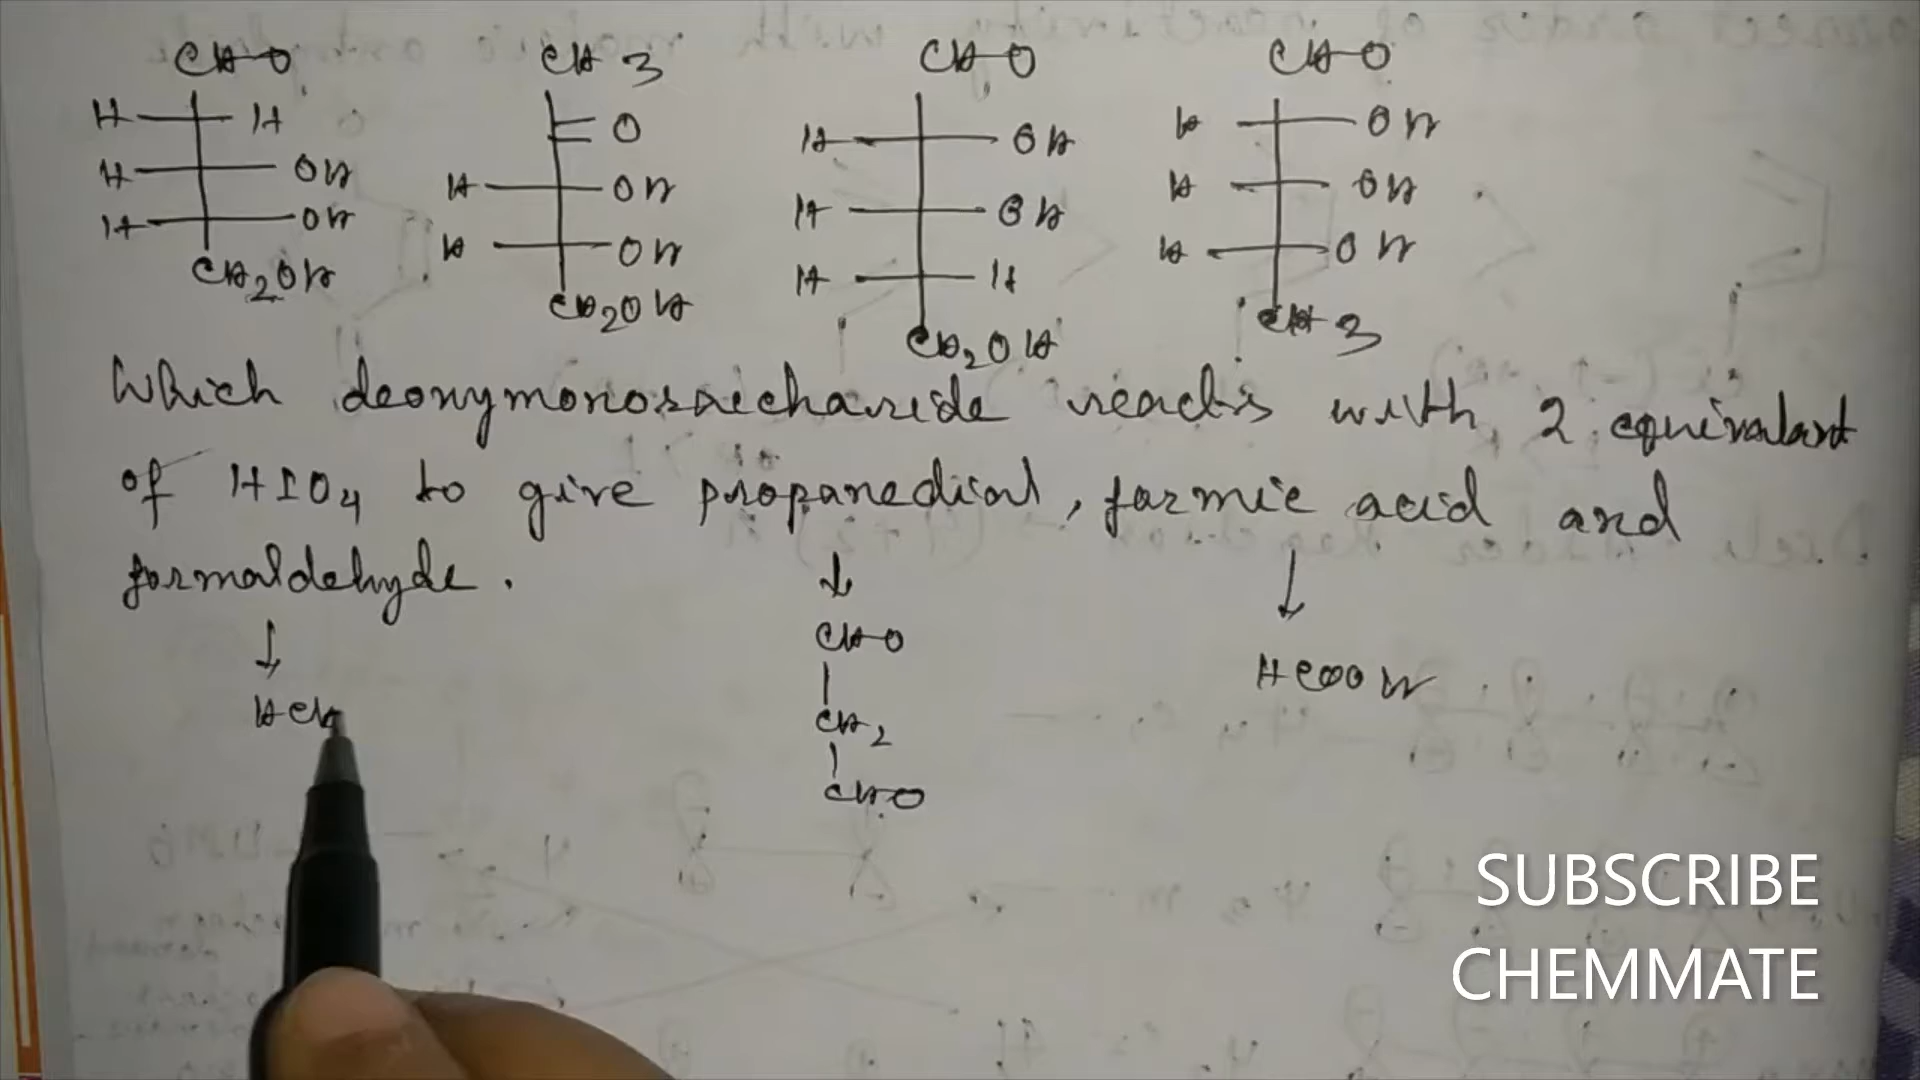 CHO CH3 CHO CHO
H H O H OH H OH
H OH H OH H OH H OH
H OH H OH H H H OH
CH2OH CH2OH CH2OH CH3
Which deoxymonosaccharide reacts with 2 equivalent
of HIO4 to give propanedial, formic acid and
formaldehyde.
CHO
HCOOH
HCH
CH2
CHO
SUBSCRIBE
CHEMMATE